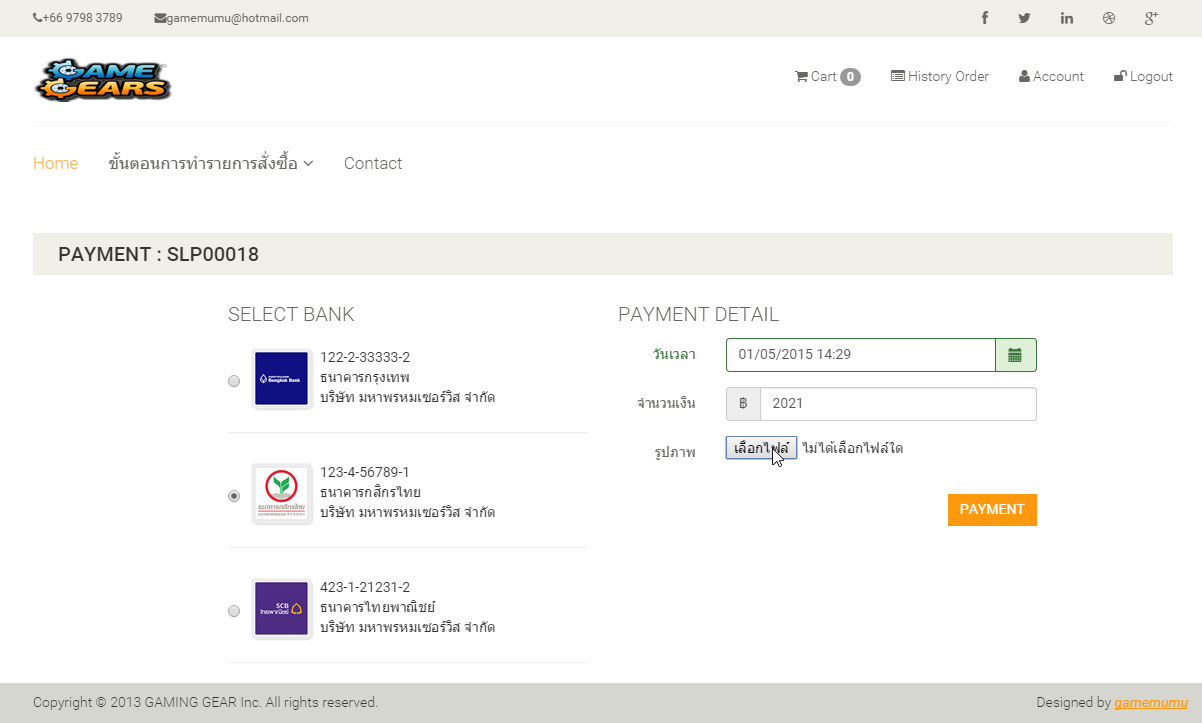 +66 9798 3789
gamemumu@hotmail.com
GAME GEARS
Cart 0
History Order
Account
Logout
Home
ขั้นตอนการทำรายการสั่งซื้อ
Contact
PAYMENT : SLP00018
SELECT BANK
122-2-33333-2
Bangkok Bank
ธนาคารกรุงเทพ
บริษัท มหาพรหมเซอร์วิส จำกัด
123-4-56789-1
ธนาคารกสิกรไทย
ธนาคารกสิกรไทย
บริษัท มหาพรหมเซอร์วิส จำกัด
423-1-21231-2
SCB
ไทยพาณิชย์
ธนาคารไทยพาณิชย์
บริษัท มหาพรหมเซอร์วิส จำกัด
PAYMENT DETAIL
วันเวลา
01/05/2015 14:29
จำนวนเงิน
฿ 2021
รูปภาพ
เลือกไฟล์ ไม่ได้เลือกไฟล์ใด
PAYMENT
Copyright © 2013 GAMING GEAR Inc. All rights reserved.
Designed by gamemumu